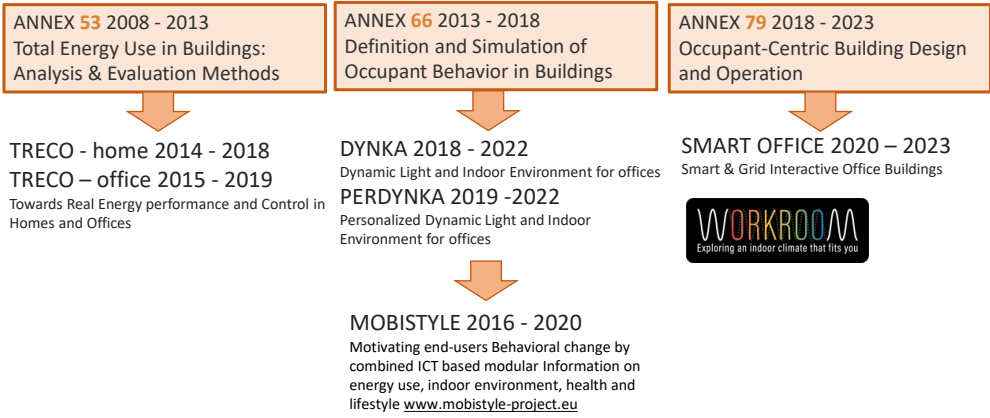 ANNEX 53 2008 - 2013
Total Energy Use in Buildings:
Analysis & Evaluation Methods
TRECO - home 2014 - 2018
TRECO – office 2015 - 2019
Towards Real Energy performance and Control in
Homes and Offices
ANNEX 66 2013 - 2018
Definition and Simulation of
Occupant Behavior in Buildings
DYNKA 2018 - 2022
Dynamic Light and Indoor Environment for offices
PERDYNKA 2019 -2022
Personalized Dynamic Light and Indoor
Environment for offices
MOBISTYLE 2016 - 2020
Motivating end-users Behavioral change by
combined ICT based modular Information on
energy use, indoor environment, health and
lifestyle www.mobistyle-project.eu
ANNEX 79 2018 - 2023
Occupant-Centric Building Design
and Operation
SMART OFFICE 2020 – 2023
Smart & Grid Interactive Office Buildings
WORKROOM
Exploring an indoor climate that fits you